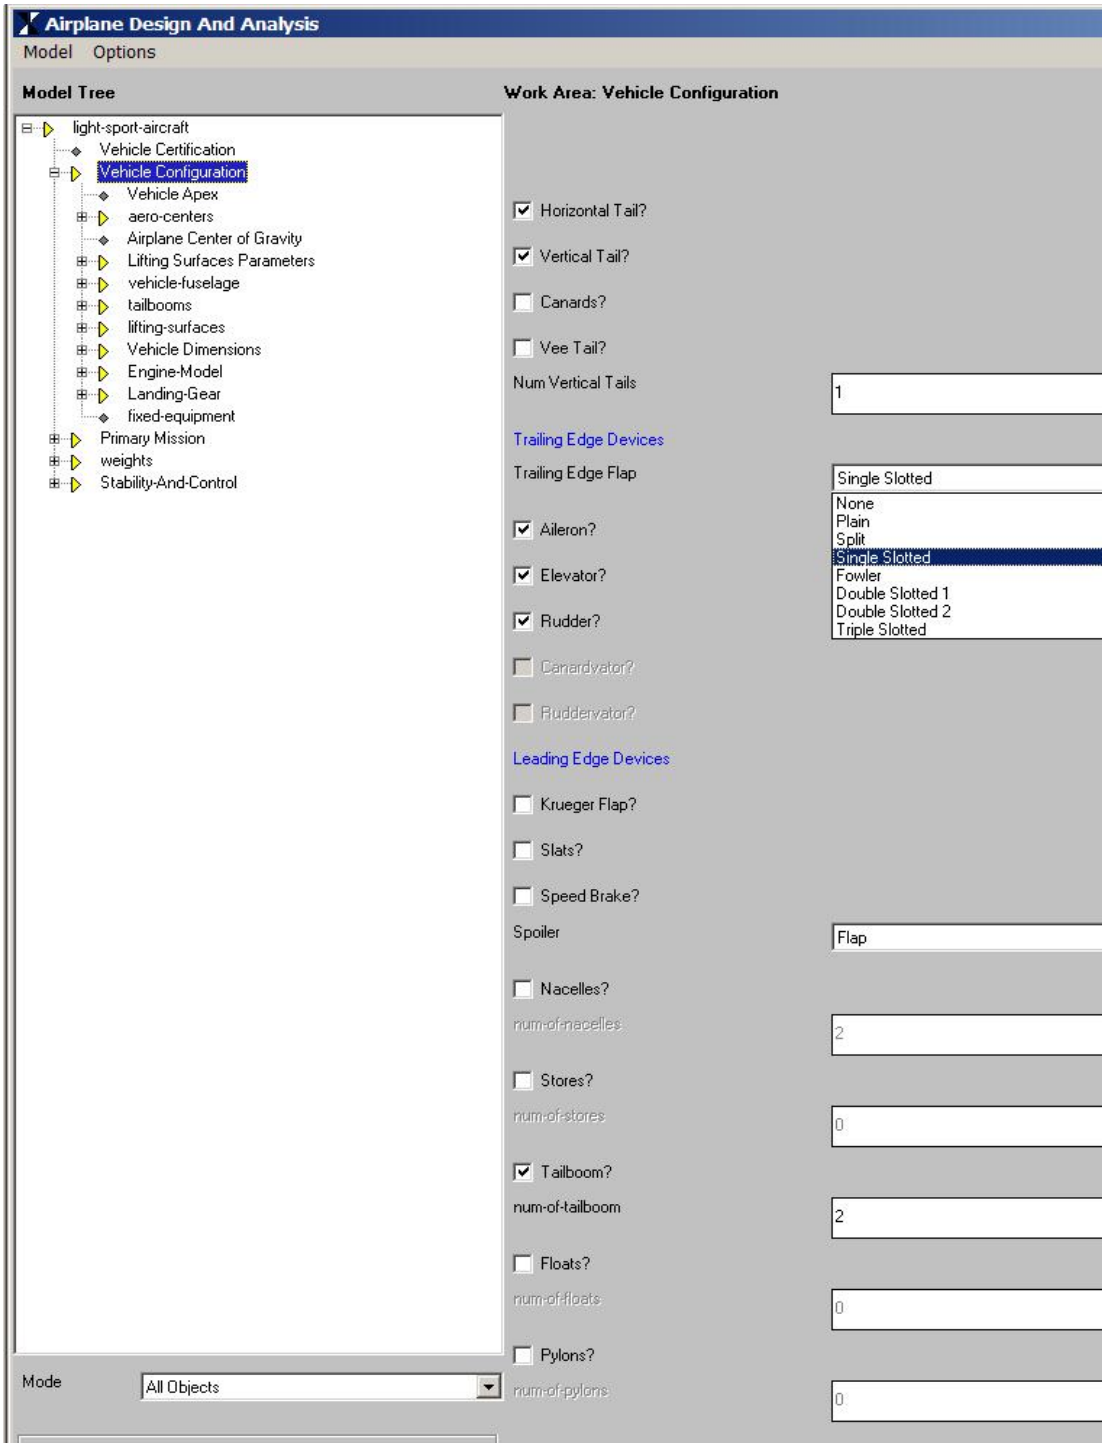 Airplane Design And Analysis
Model Options
Model Tree
light-sport-aircraft
Vehicle Certification
Vehicle Configuration
Vehicle Apex
aero-centers
Airplane Center of Gravity
Lifting Surfaces Parameters
vehicle-fuselage
tailbooms
lifting-surfaces
Vehicle Dimensions
Engine-Model
Landing-Gear
fixed-equipment
Primary Mission
weights
Stability-And-Control
Mode All Objects
Work Area: Vehicle Configuration
Horizontal Tail?
Vertical Tail?
Canards?
Vee Tail?
Num Vertical Tails 1
Trailing Edge Devices
Trailing Edge Flap Single Slotted
None
Plain
Split
Single Slotted
Fowler
Double Slotted 1
Double Slotted 2
Triple Slotted
Aileron?
Elevator?
Rudder?
Canardvator?
Ruddervator?
Leading Edge Devices
Krueger Flap?
Slats?
Speed Brake?
Spoiler Flap
Nacelles?
num-of-nacelles 2
Stores?
num-of-stores 0
Tailboom?
num-of-tailboom 2
Floats?
num-of-floats 0
Pylons?
num-of-pylons 0